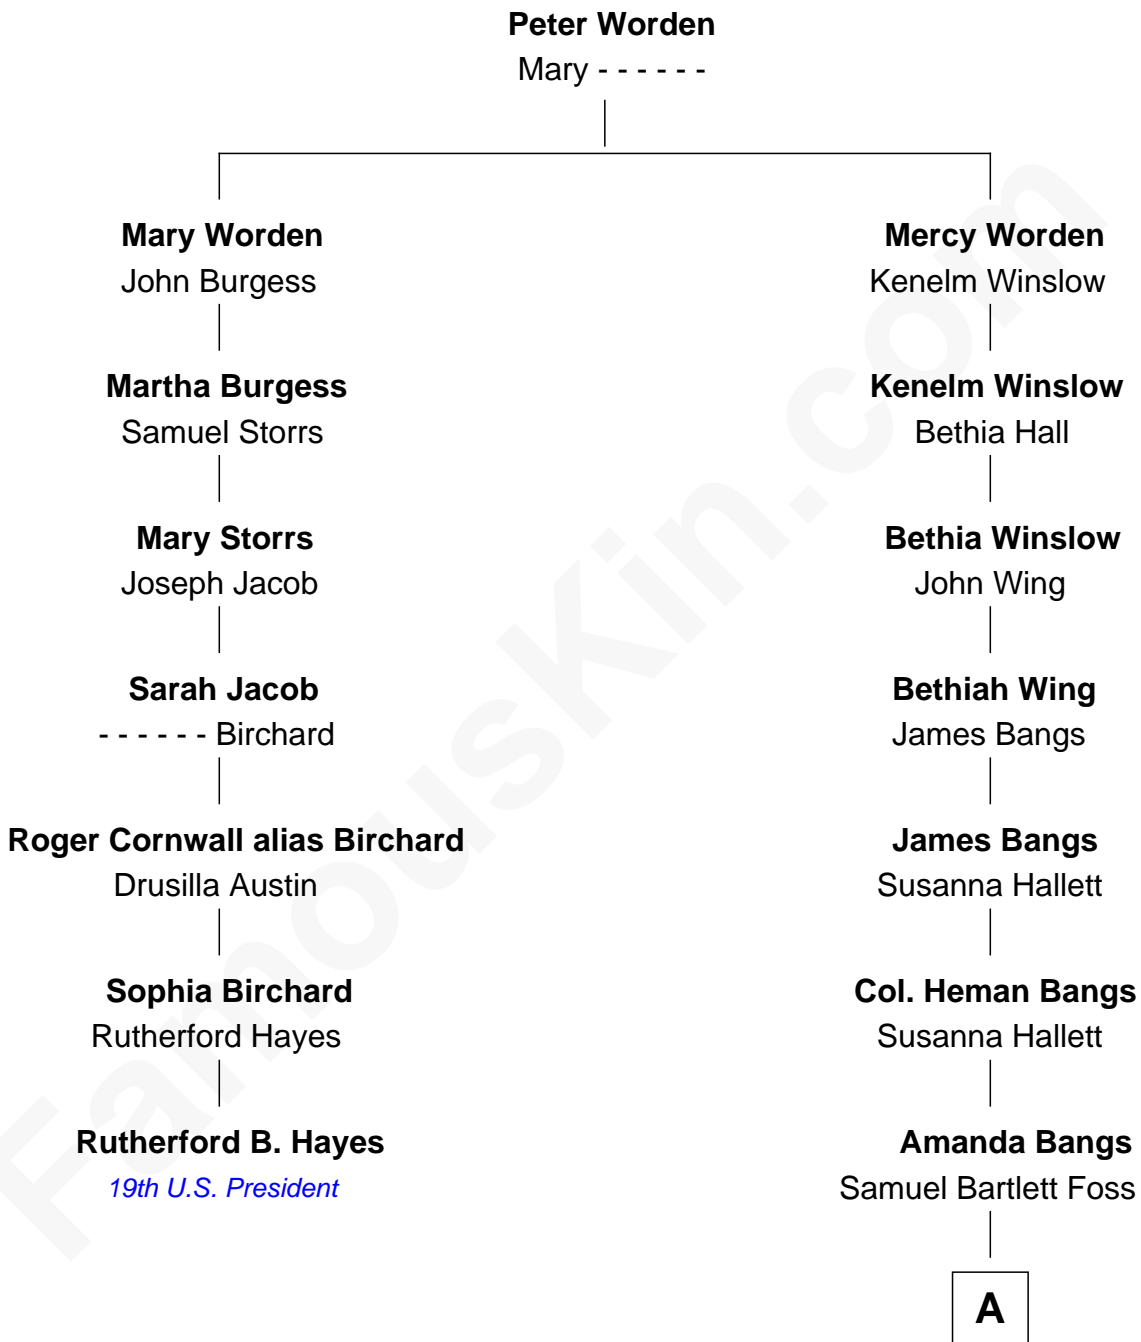 Peter Worden
Mary - - - - - -
Mary Worden
John Burgess
Mercy Worden
Kenelm Winslow
Martha Burgess
Samuel Storrs
Kenelm Winslow
Bethia Hall
Mary Storrs
Joseph Jacob
Bethia Winslow
John Wing
Sarah Jacob
- - - - - - Birchard
Bethiah Wing
James Bangs
Roger Cornwall alias Birchard
Drusilla Austin
James Bangs
Susanna Hallett
Sophia Birchard
Rutherford Hayes
Col. Heman Bangs
Susanna Hallett
Rutherford B. Hayes
19th U.S. President
Amanda Bangs
Samuel Bartlett Foss
A
FamousKin.com